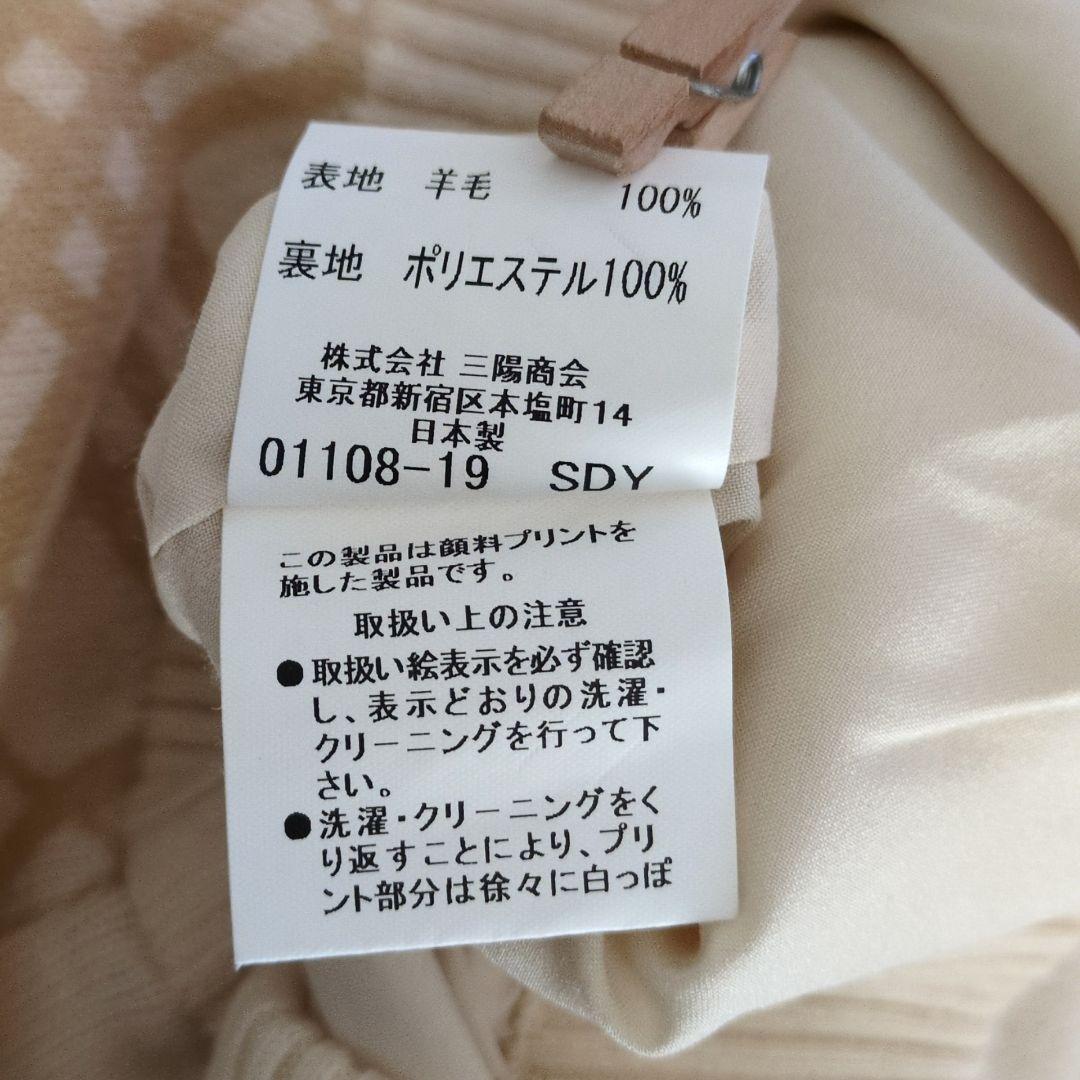 表地 羊毛 100%
裏地 ポリエステル100%
株式会社 三陽商会
東京都新宿区本塩町14
日本製
01108-19 SDY
この製品は顔料プリントを
施した製品です。
取扱い上の注意
●取扱い絵表示を必ず確認
し、表示どおりの洗濯・
クリーニングを行って下
さい。
●洗濯・クリーニングをく
り返すことにより、プリ
ント部分は徐々に白っぽ